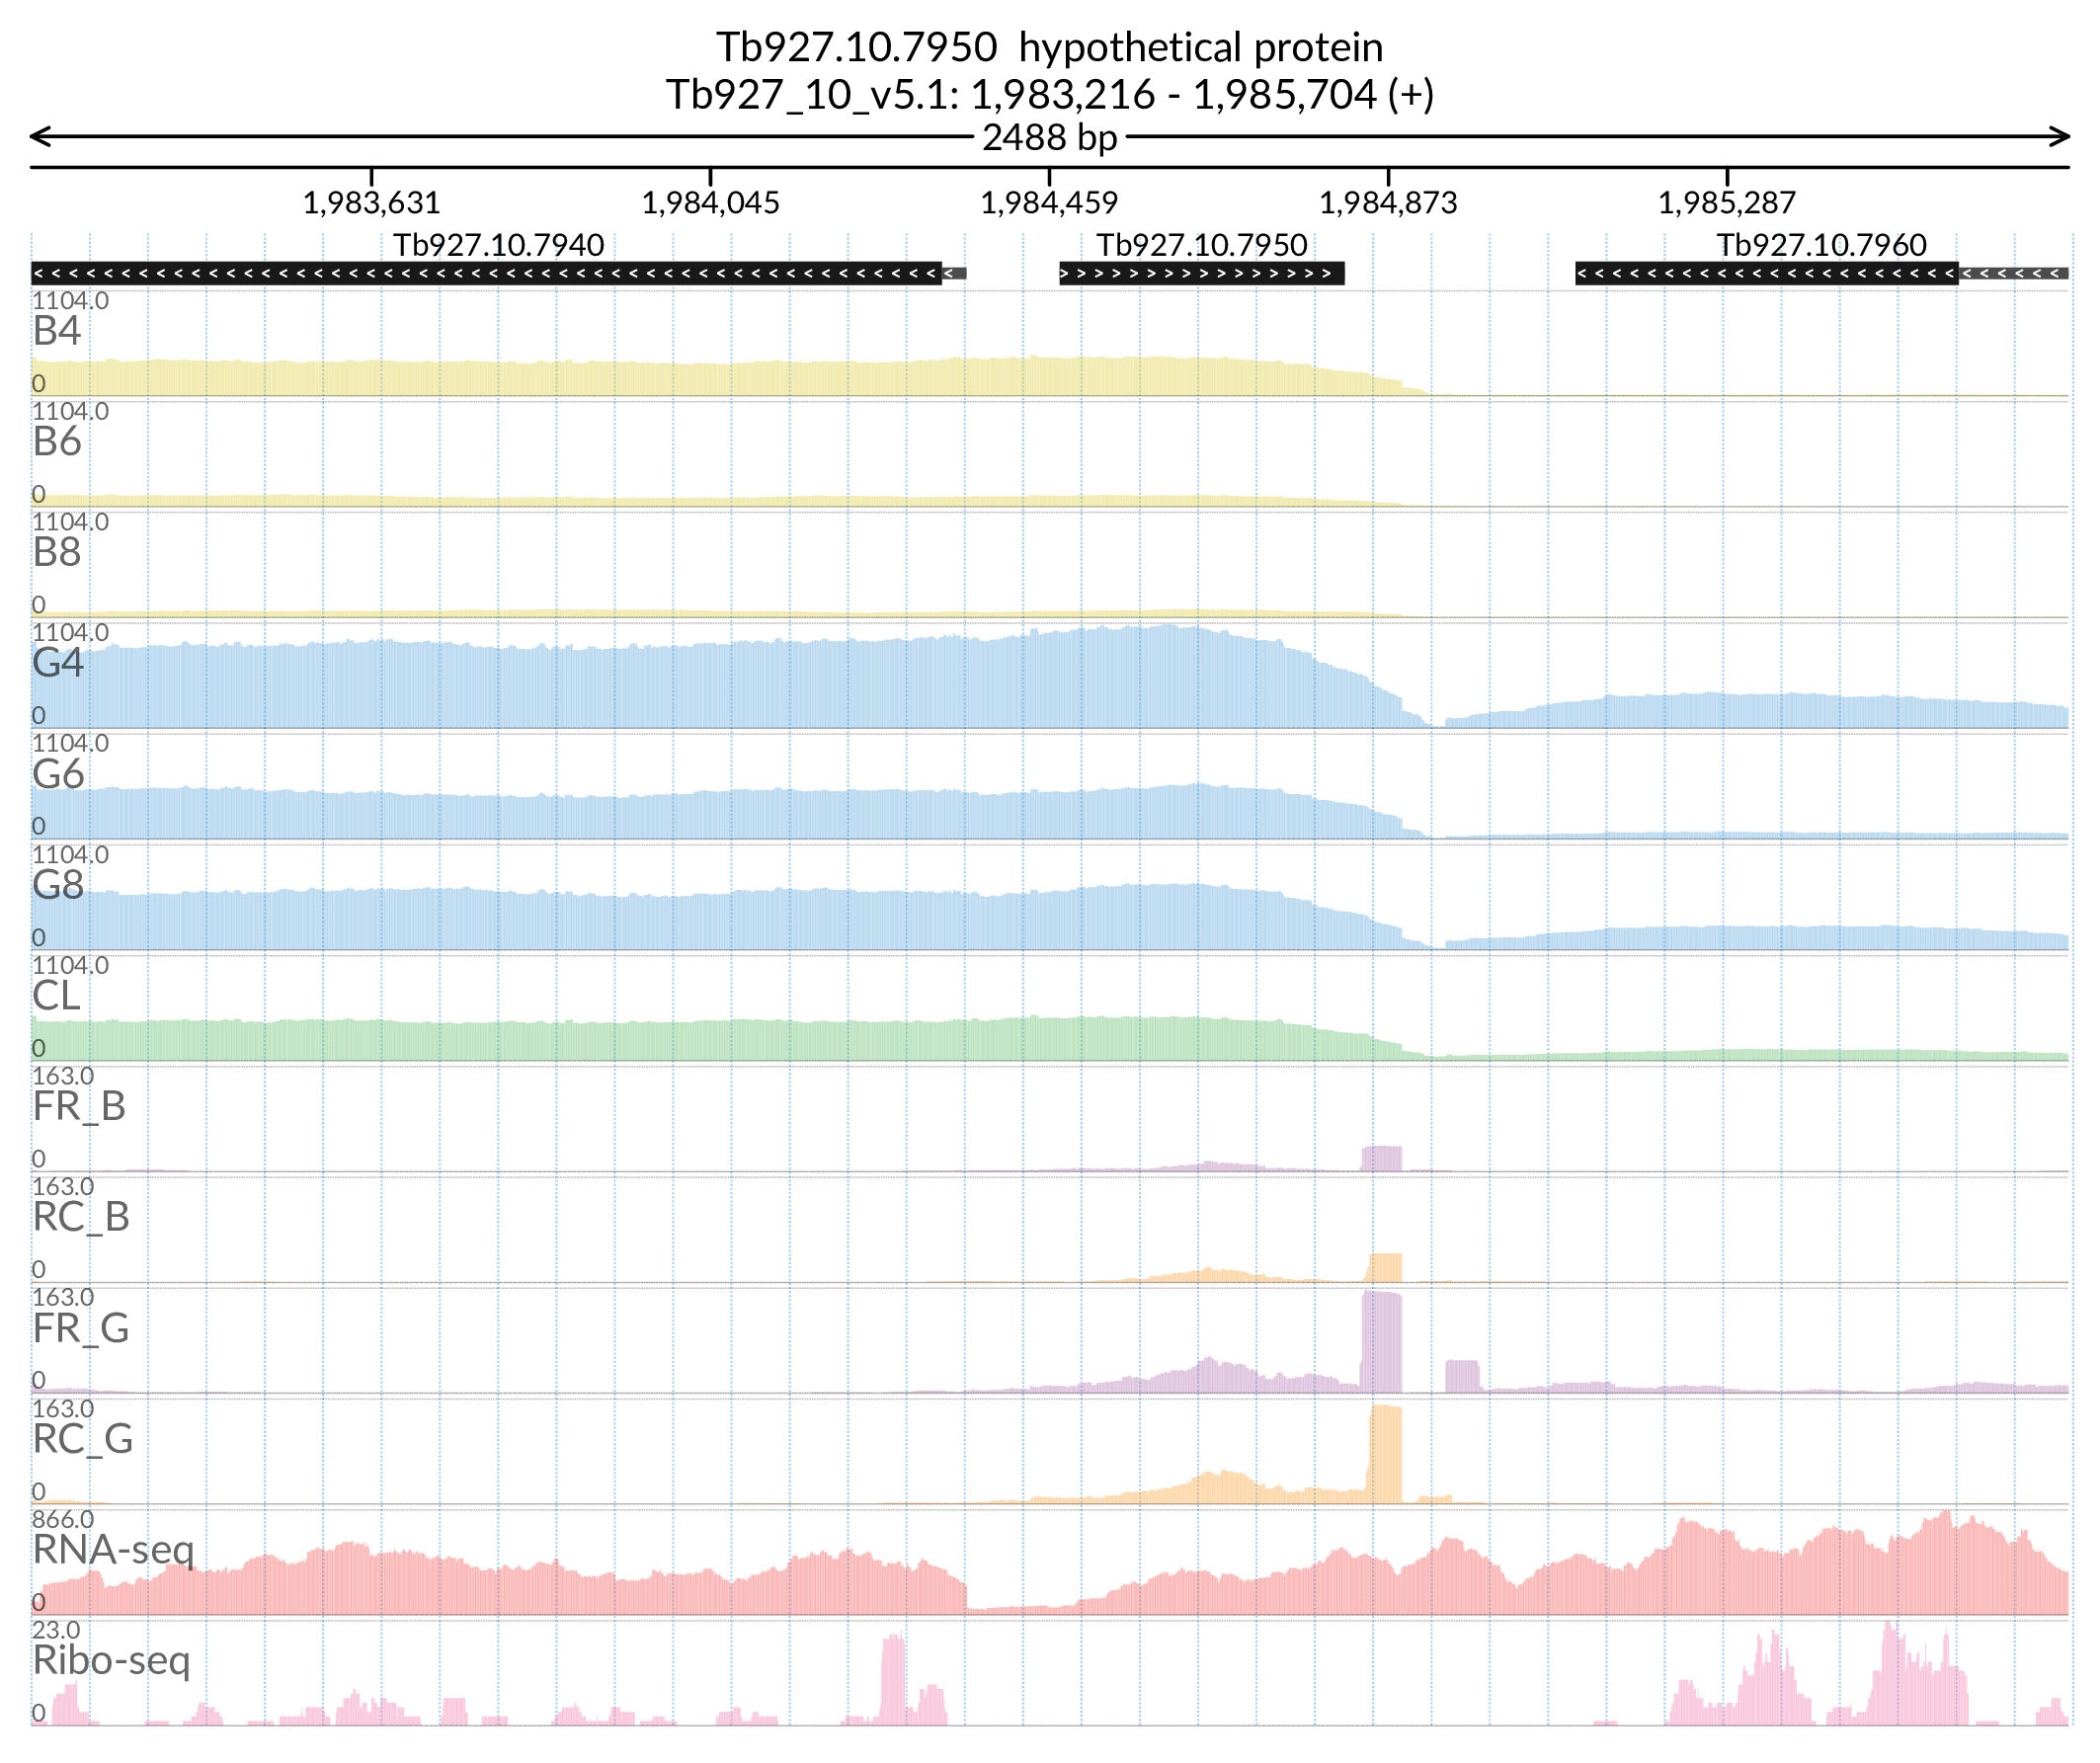 Tb927.10.7950  hypothetical protein
Tb927_10_v5.1: 1,983,216 - 1,985,704 (+)
2488 bp
1,983,631 1,984,045 1,984,459 1,984,873 1,985,287
Tb927.10.7940 Tb927.10.7950 Tb927.10.7960
1104.0
B4
0
1104.0
B6
0
1104.0
B8
0
1104.0
G4
0
1104.0
G6
0
1104.0
G8
0
1104.0
CL
0
163.0
FR_B
0
163.0
RC_B
0
163.0
FR_G
0
163.0
RC_G
0
866.0
RNA-seq
0
23.0
Ribo-seq
0